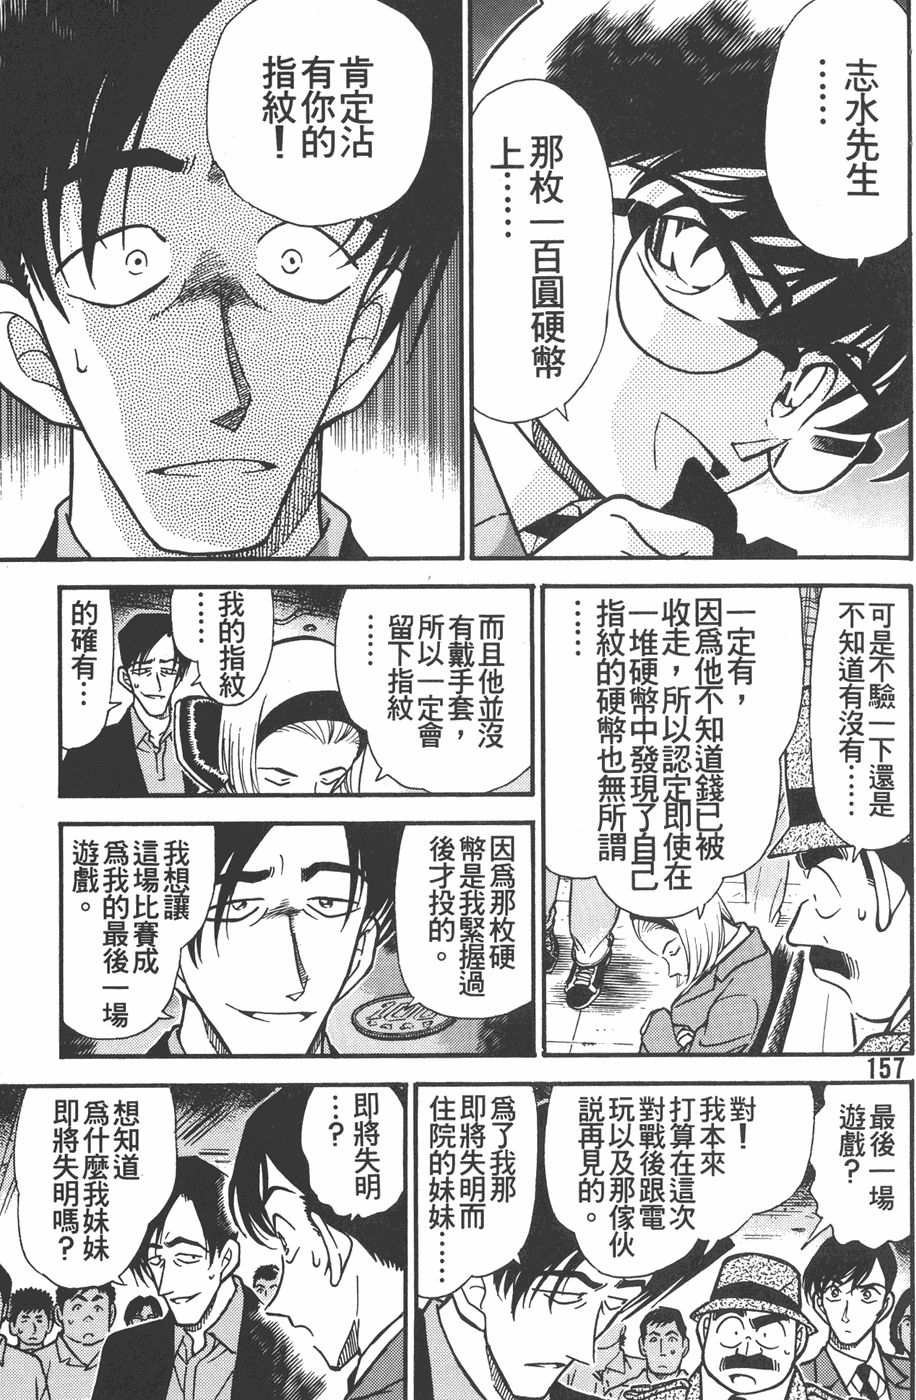 志水先生
……
那枚一百圓硬幣
上……
肯定沾
有你的
指紋！
可是不驗一下還是
不知道有沒有……
一定有，
因為他不知道錢已被
收走，所以認定即使在
一堆硬幣中發現了自己
指紋的硬幣也無所謂
……
而且他並沒
有戴手套，
所以一定會
留下指紋
……
我的指紋
……
的確有…
因為那枚硬
幣是我緊握過
後才投的。
我想讓
這場比賽成
為我的最後一場
遊戲。
157
最後一場
遊戲？
對！
我本來
打算在這次
對戰後跟電
玩以及那傢伙
說再見的。
為了我那
即將失明而
住院的妹妹
……
即將失明
…？
想知道
為什麼我妹妹
即將失明嗎？